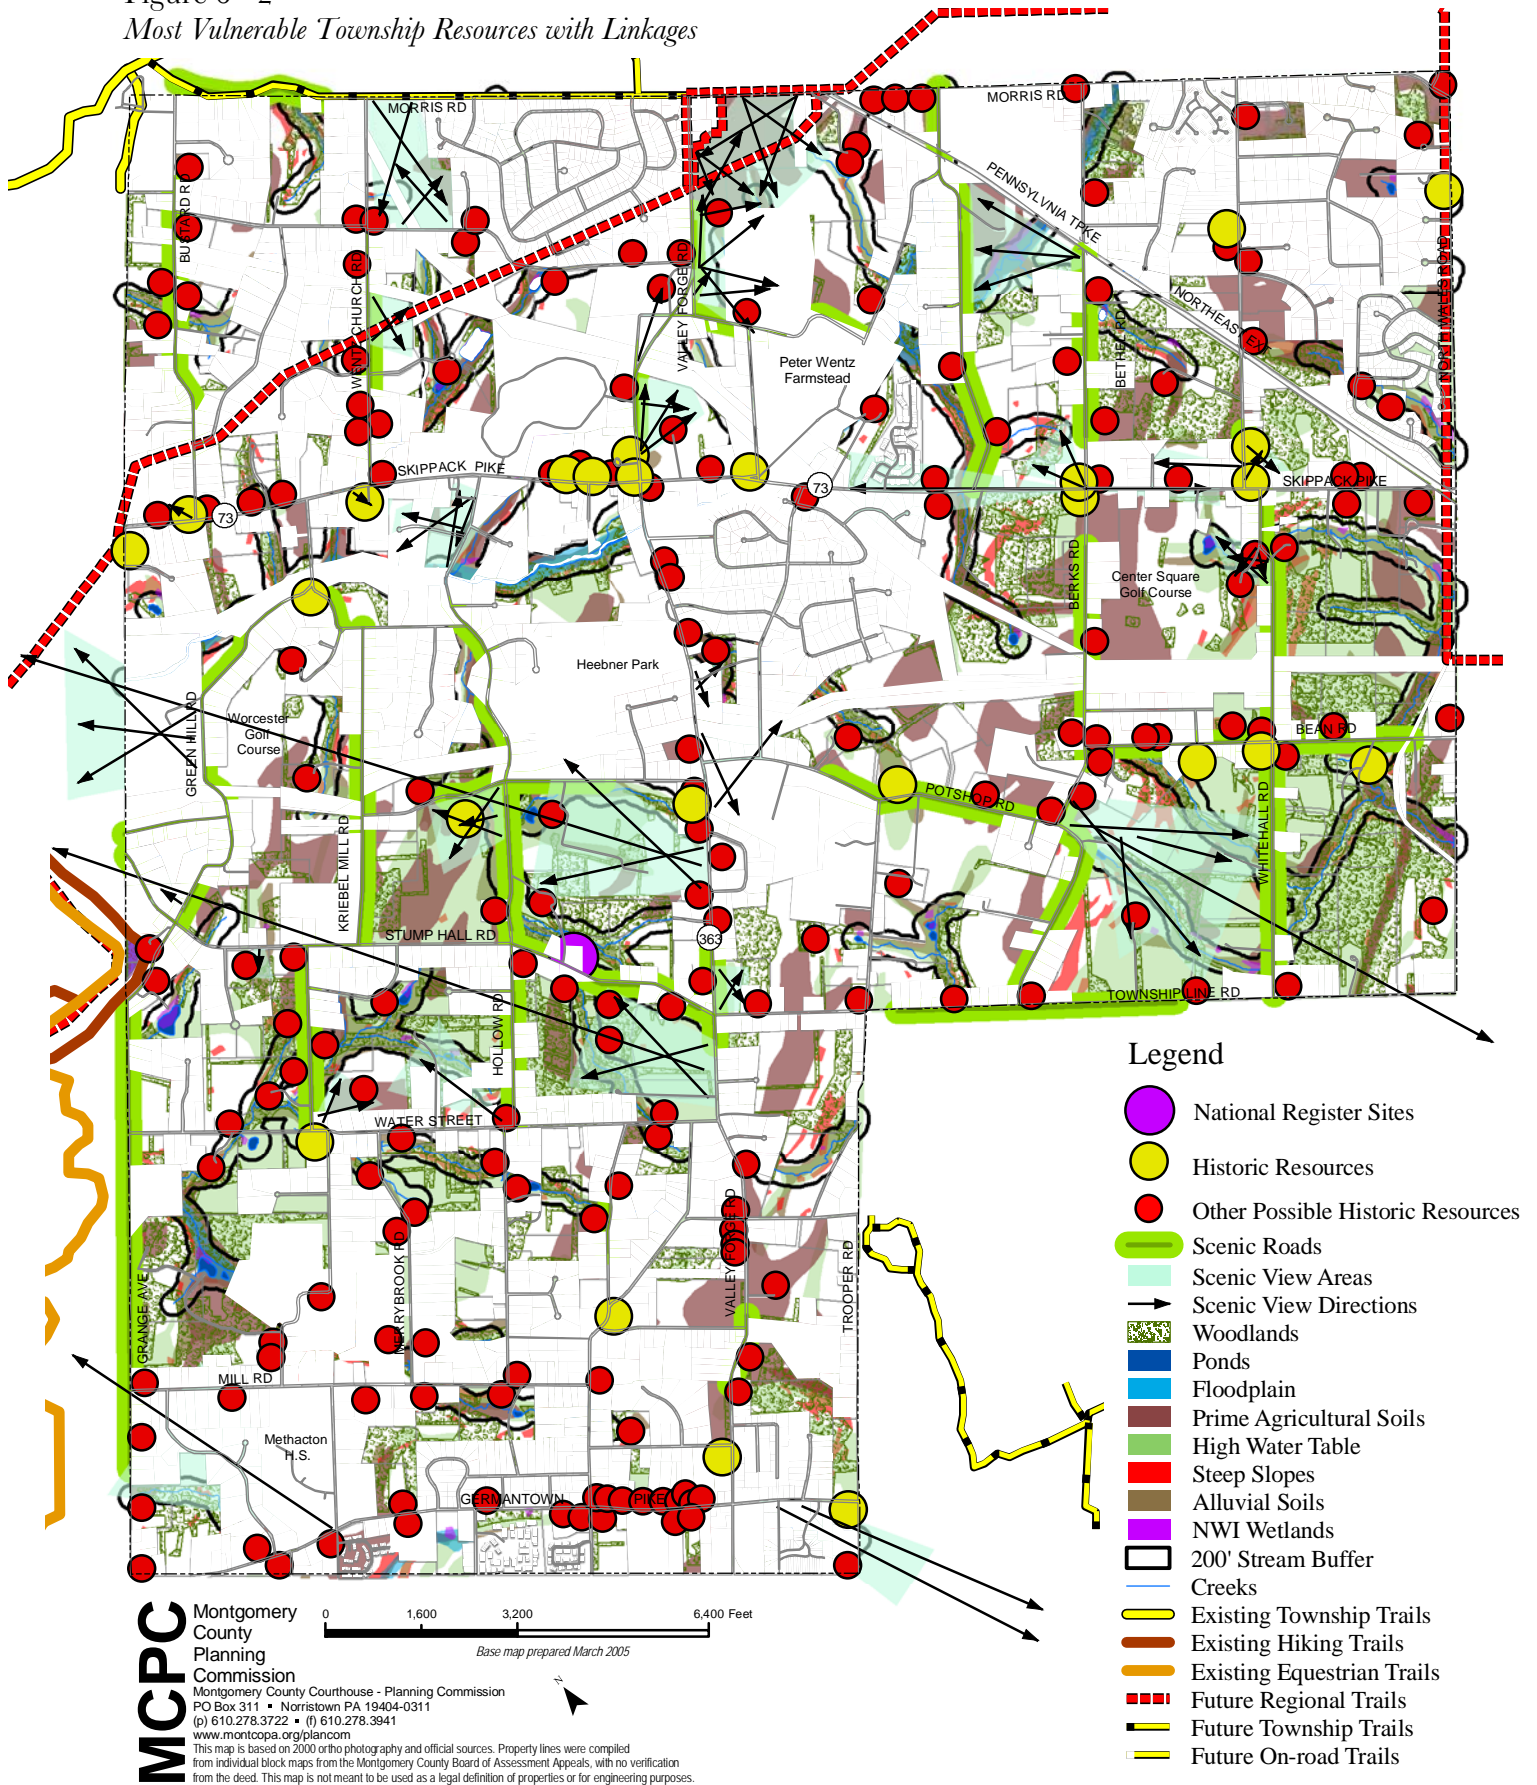 Figure 6 - 2
Most Vulnerable Township Resources with Linkages
MORRIS RD
MORRIS RD
BUSTARD RD
PENNSYLVNIA TPKE
NORTHEAST EXT
NORTH WALES ROAD
WENTZ CHURCH RD
VALLEY FORGE RD
BETHEL RD
Peter Wentz
Farmstead
SKIPPACK PIKE
73
SKIPPACK PIKE
73
BERKS RD
Center Square
Golf Course
Heebner Park
GREEN HILL RD
Worcester
Golf
Course
BEAN RD
POTSHOP RD
WHITEHALL RD
KRIEBEL MILL RD
STUMP HALL RD
363
TOWNSHIP LINE RD
HOLLOW RD
WATER STREET
MERRYBROOK RD
VALLEY FORGE RD
TROOPER RD
GRANGE AVE
MILL RD
Methacton
H.S.
GERMANTOWN PIKE
Legend
National Register Sites
Historic Resources
Other Possible Historic Resources
Scenic Roads
Scenic View Areas
Scenic View Directions
Woodlands
Ponds
Floodplain
Prime Agricultural Soils
High Water Table
Steep Slopes
Alluvial Soils
NWI Wetlands
200' Stream Buffer
Creeks
Existing Township Trails
Existing Hiking Trails
Existing Equestrian Trails
Future Regional Trails
Future Township Trails
Future On-road Trails
MCPC
Montgomery
County
Planning
Commission
0 1,600 3,200 6,400 Feet
Base map prepared March 2005
N
Montgomery County Courthouse - Planning Commission
PO Box 311 ▪ Norristown PA 19404-0311
(p) 610.278.3722 ▪ (f) 610.278.3941
www.montcopa.org/plancom
This map is based on 2000 ortho photography and official sources. Property lines were compiled
from individual block maps from the Montgomery County Board of Assessment Appeals, with no verification
from the deed. This map is not meant to be used as a legal definition of properties or for engineering purposes.